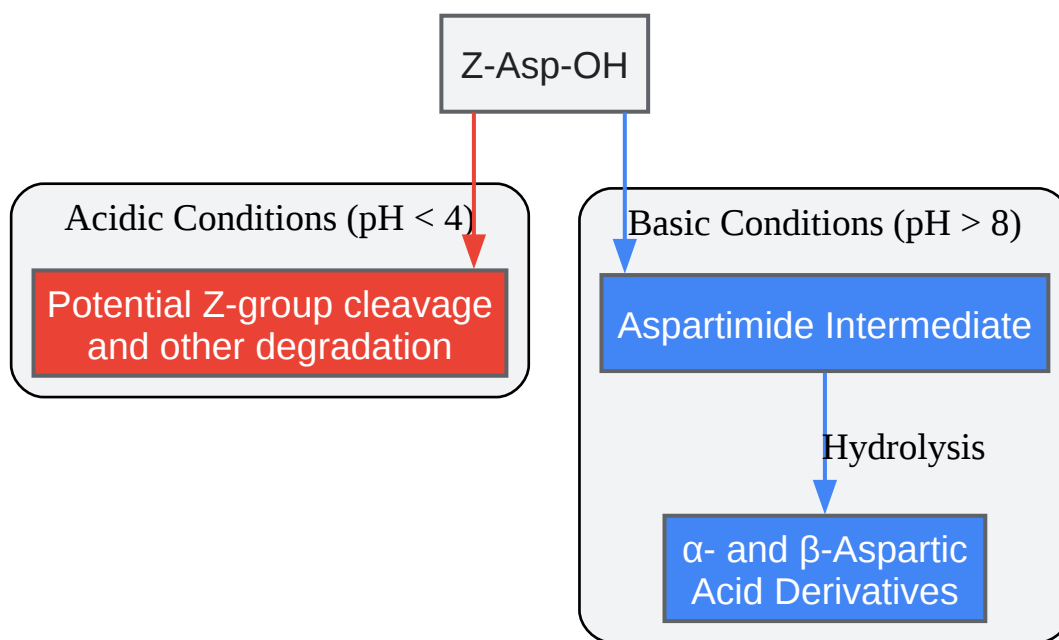 Z-Asp-OH
Acidic Conditions (pH < 4)
Potential Z-group cleavage
and other degradation
Basic Conditions (pH > 8)
Aspartimide Intermediate
Hydrolysis
α- and β-Aspartic
Acid Derivatives